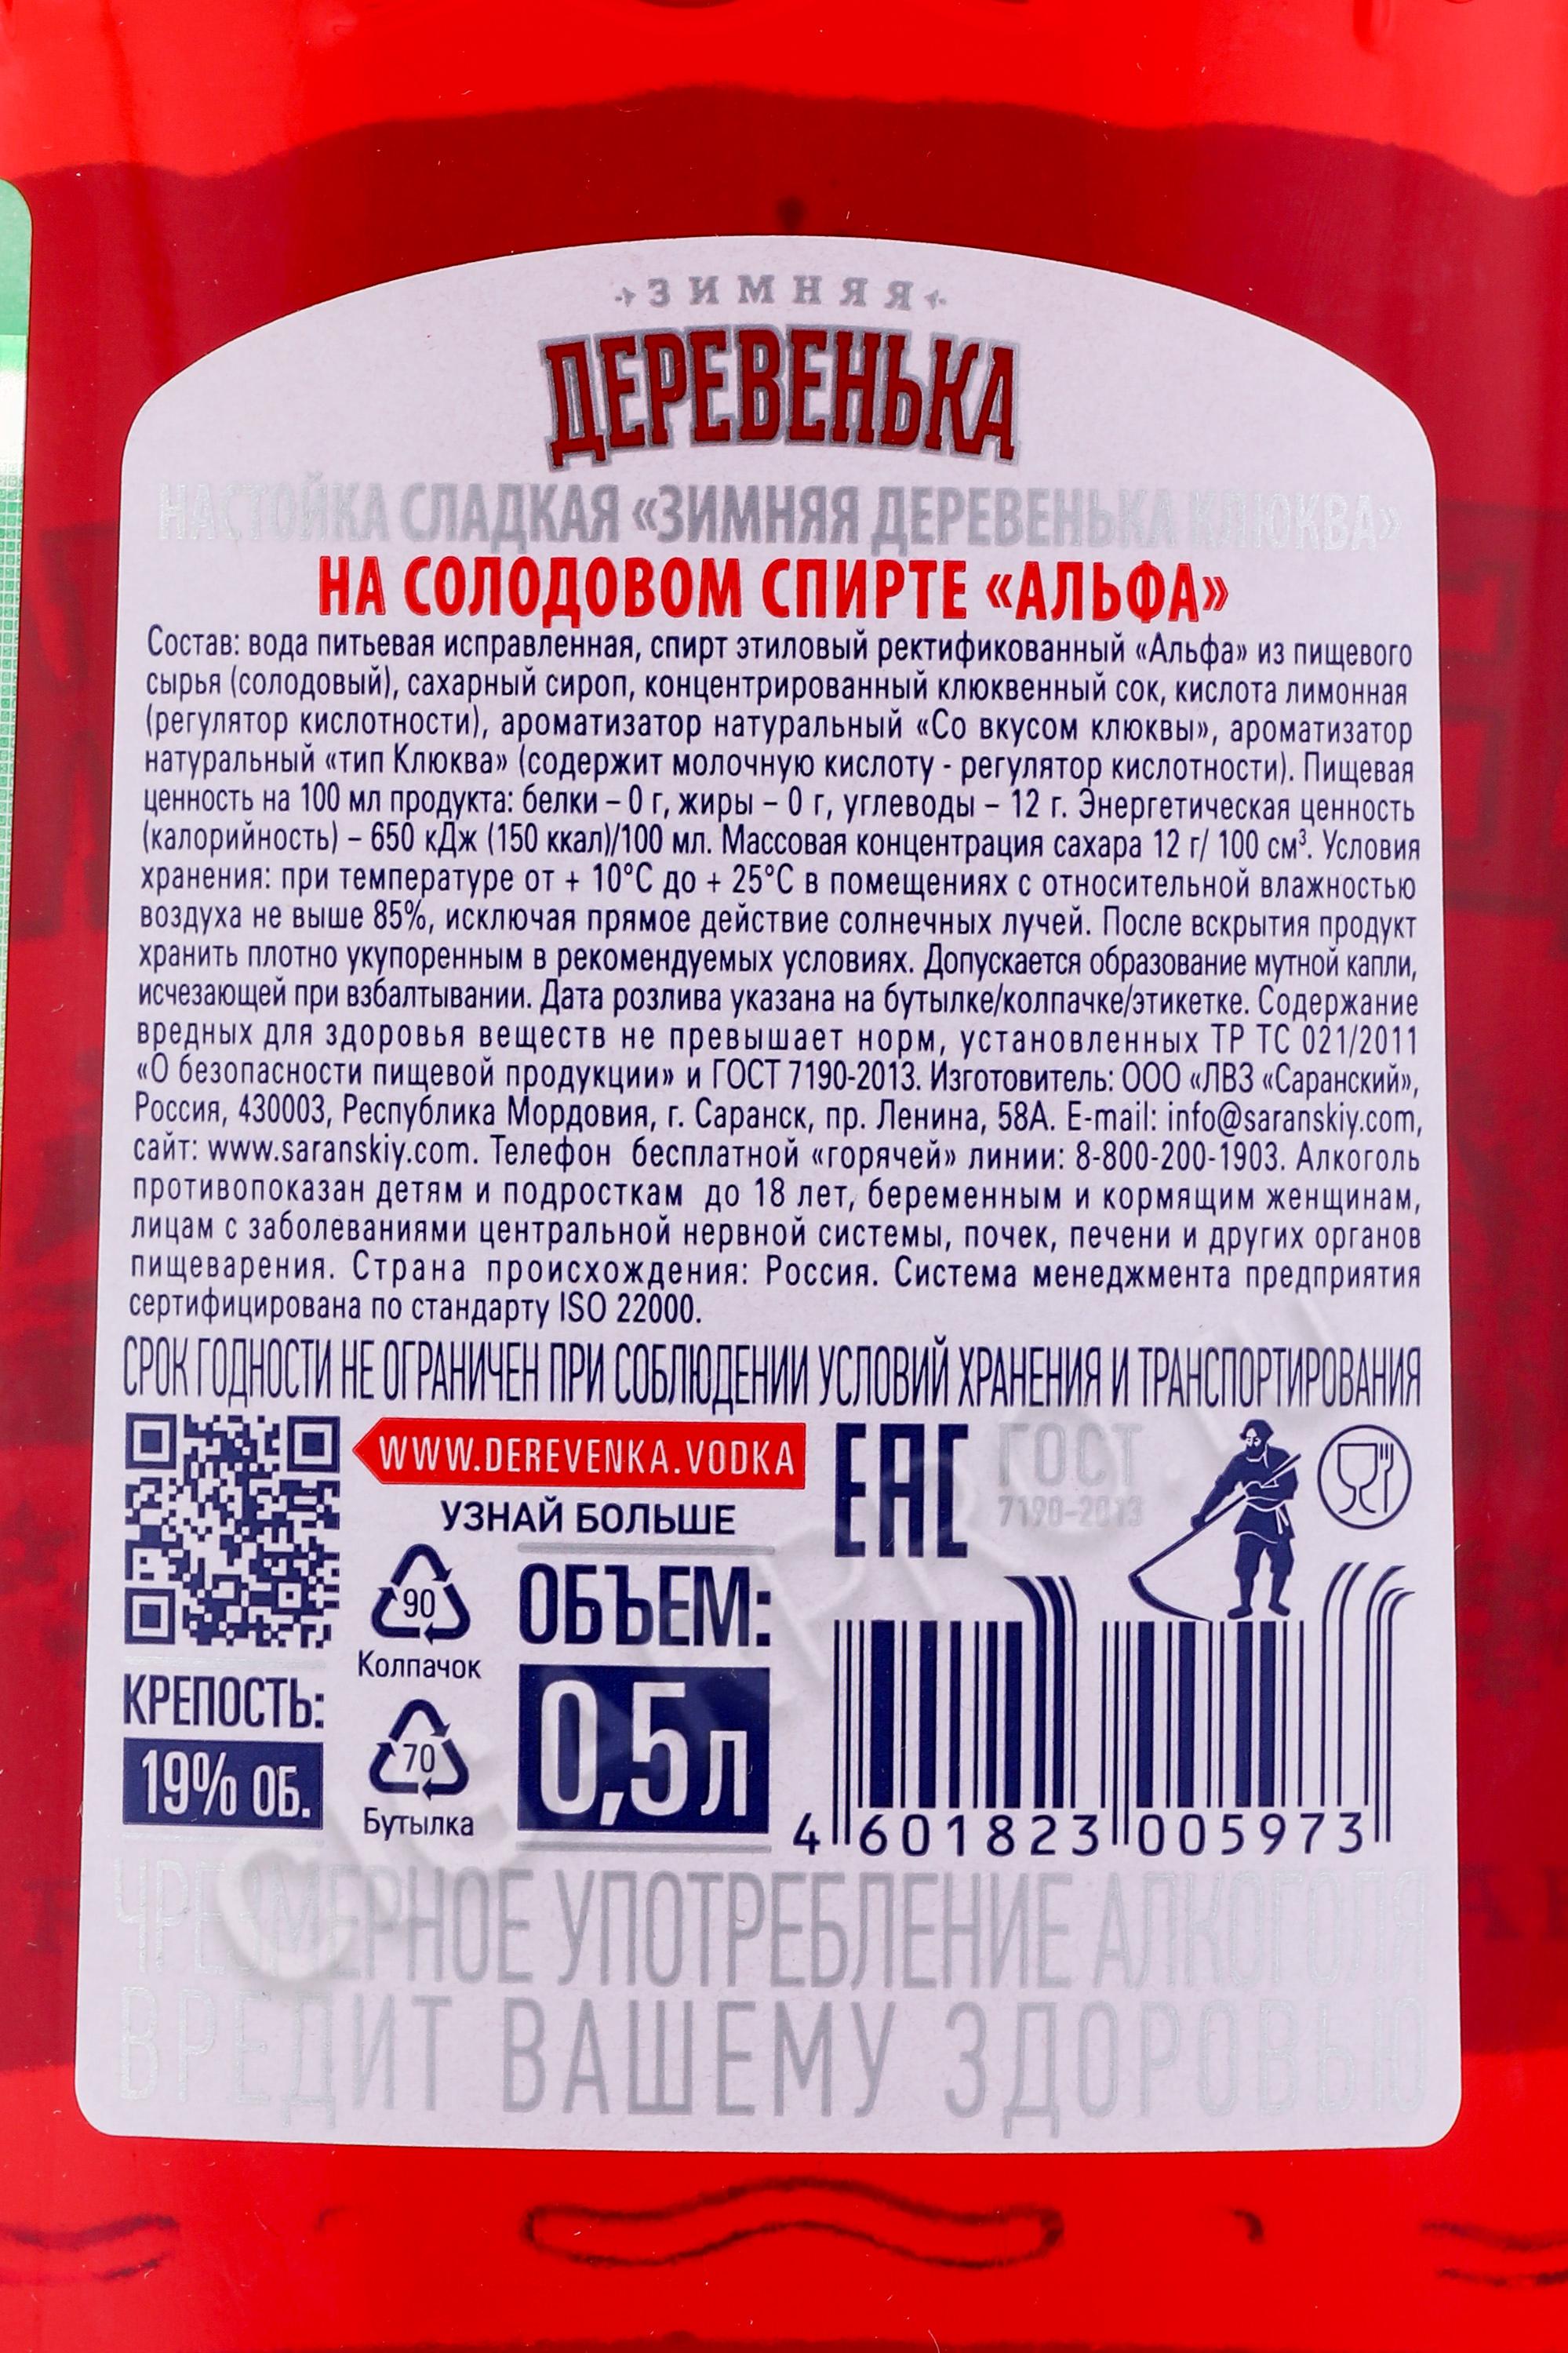 ЗИМНЯЯ
ДЕРЕВЕНЬКА
НАСТОЙКА СЛАДКАЯ «ЗИМНЯЯ ДЕРЕВЕНЬКА КЛЮКВА»
НА СОЛОДОВОМ СПИРТЕ «АЛЬФА»
Состав: вода питьевая исправленная, спирт этиловый ректификованный «Альфа» из пищевого
сырья (солодовый), сахарный сироп, концентрированный клюквенный сок, кислота лимонная
(регулятор кислотности), ароматизатор натуральный «Со вкусом клюквы», ароматизатор
натуральный «тип Клюква» (содержит молочную кислоту - регулятор кислотности). Пищевая
ценность на 100 мл продукта: белки – 0 г, жиры – 0 г, углеводы – 12 г. Энергетическая ценность
(калорийность) – 650 кДж (150 ккал)/100 мл. Массовая концентрация сахара 12 г/ 100 см³. Условия
хранения: при температуре от + 10°С до + 25°С в помещениях с относительной влажностью
воздуха не выше 85%, исключая прямое действие солнечных лучей. После вскрытия продукт
хранить плотно укупоренным в рекомендуемых условиях. Допускается образование мутной капли,
исчезающей при взбалтывании. Дата розлива указана на бутылке/колпачке/этикетке. Содержание
вредных для здоровья веществ не превышает норм, установленных ТР ТС 021/2011
«О безопасности пищевой продукции» и ГОСТ 7190-2013. Изготовитель: ООО «ЛВЗ «Саранский»,
Россия, 430003, Республика Мордовия, г. Саранск, пр. Ленина, 58А. E-mail: info@saranskiy.com,
сайт: www.saranskiy.com. Телефон бесплатной «горячей» линии: 8-800-200-1903. Алкоголь
противопоказан детям и подросткам до 18 лет, беременным и кормящим женщинам,
лицам с заболеваниями центральной нервной системы, почек, печени и других органов
пищеварения. Страна происхождения: Россия. Система менеджмента предприятия
сертифицирована по стандарту ISO 22000.
СРОК ГОДНОСТИ НЕ ОГРАНИЧЕН ПРИ СОБЛЮДЕНИИ УСЛОВИЙ ХРАНЕНИЯ И ТРАНСПОРТИРОВАНИЯ
WWW.DEREVENKA.VODKA
УЗНАЙ БОЛЬШЕ
ЕАС
ГОСТ
7190-2013
90
Колпачок
70
Бутылка
ОБЪЕМ:
0,5 л
КРЕПОСТЬ:
19% ОБ.
4 601823 005973
ЧРЕЗМЕРНОЕ УПОТРЕБЛЕНИЕ АЛКОГОЛЯ
ВРЕДИТ ВАШЕМУ ЗДОРОВЬЮ